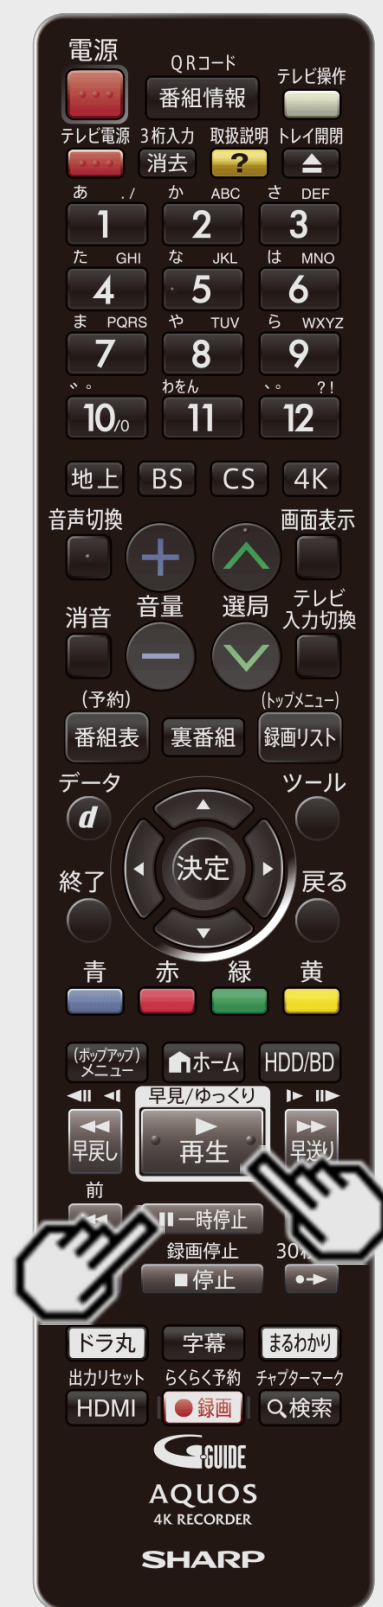 電源
QRコード
テレビ操作
番組情報
テレビ電源 3桁入力 取扱説明 トレイ開閉
消去 ?
あ ./ か ABC さ DEF
1 2 3
た GHI な JKL は MNO
4 5 6
ま PQRS や TUV ら WXYZ
7 8 9
゛゜ わをん 、。 ?!
10/0 11 12
地上 BS CS 4K
音声切換 画面表示
消音 音量 選局 テレビ
入力切換
(予約) (トップメニュー)
番組表 裏番組 録画リスト
データ ツール
d
決定
終了 戻る
青 赤 緑 黄
(ポップアップ)
メニュー ホーム HDD/BD
早見/ゆっくり
早戻し 再生 早送り
前
一時停止
録画停止 30
停止
ドラ丸 字幕 まるわかり
出力リセット らくらく予約 チャプターマーク
HDMI 録画 検索
G-GUIDE
AQUOS
4K RECORDER
SHARP